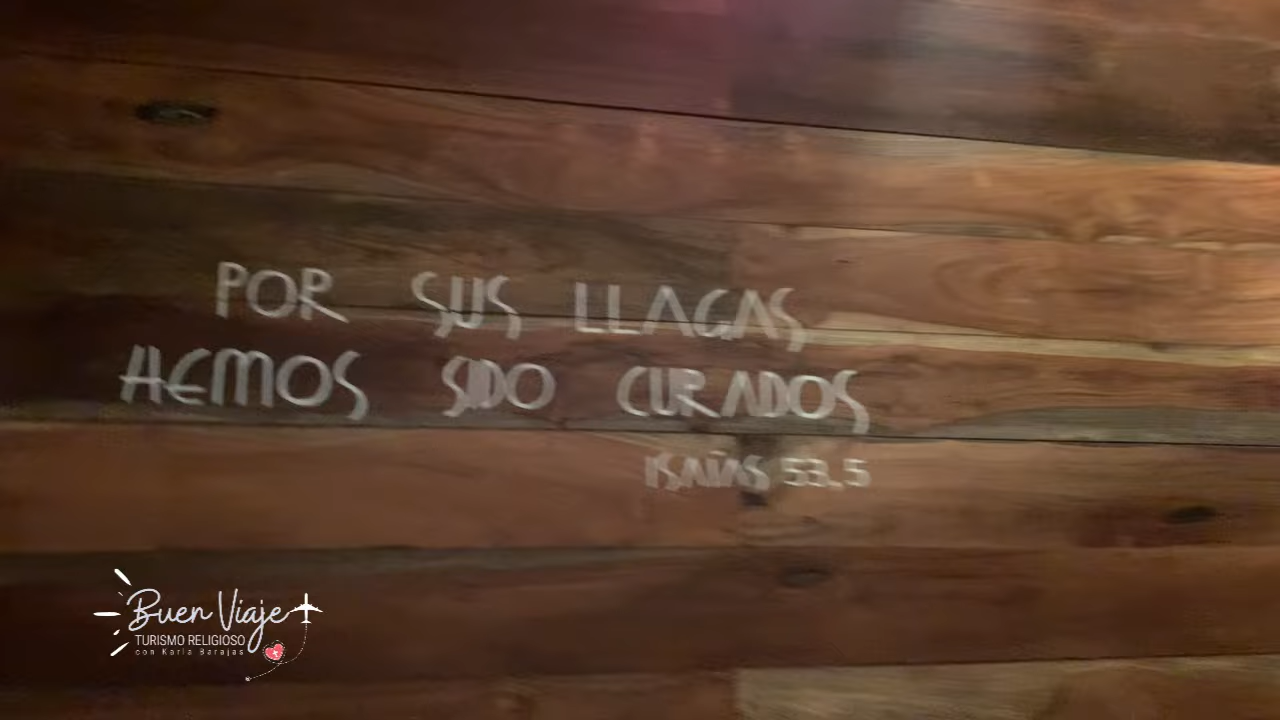 POR SUS LLAGAS
HEMOS SIDO CURADOS
ISAÍAS 53.5
Buen Viaje
TURISMO RELIGIOSO
con Karla Barajas